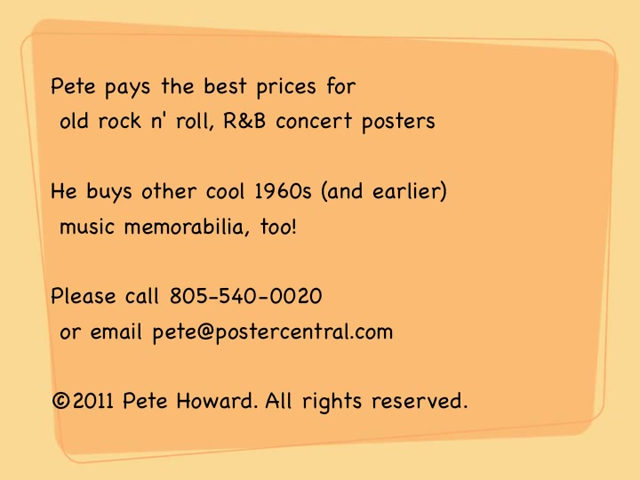 Pete pays the best prices for
old rock n' roll, R&B concert posters
He buys other cool 1960s (and earlier)
music memorabilia, too!
Please call 805-540-0020
or email pete@postercentral.com
©2011 Pete Howard. All rights reserved.